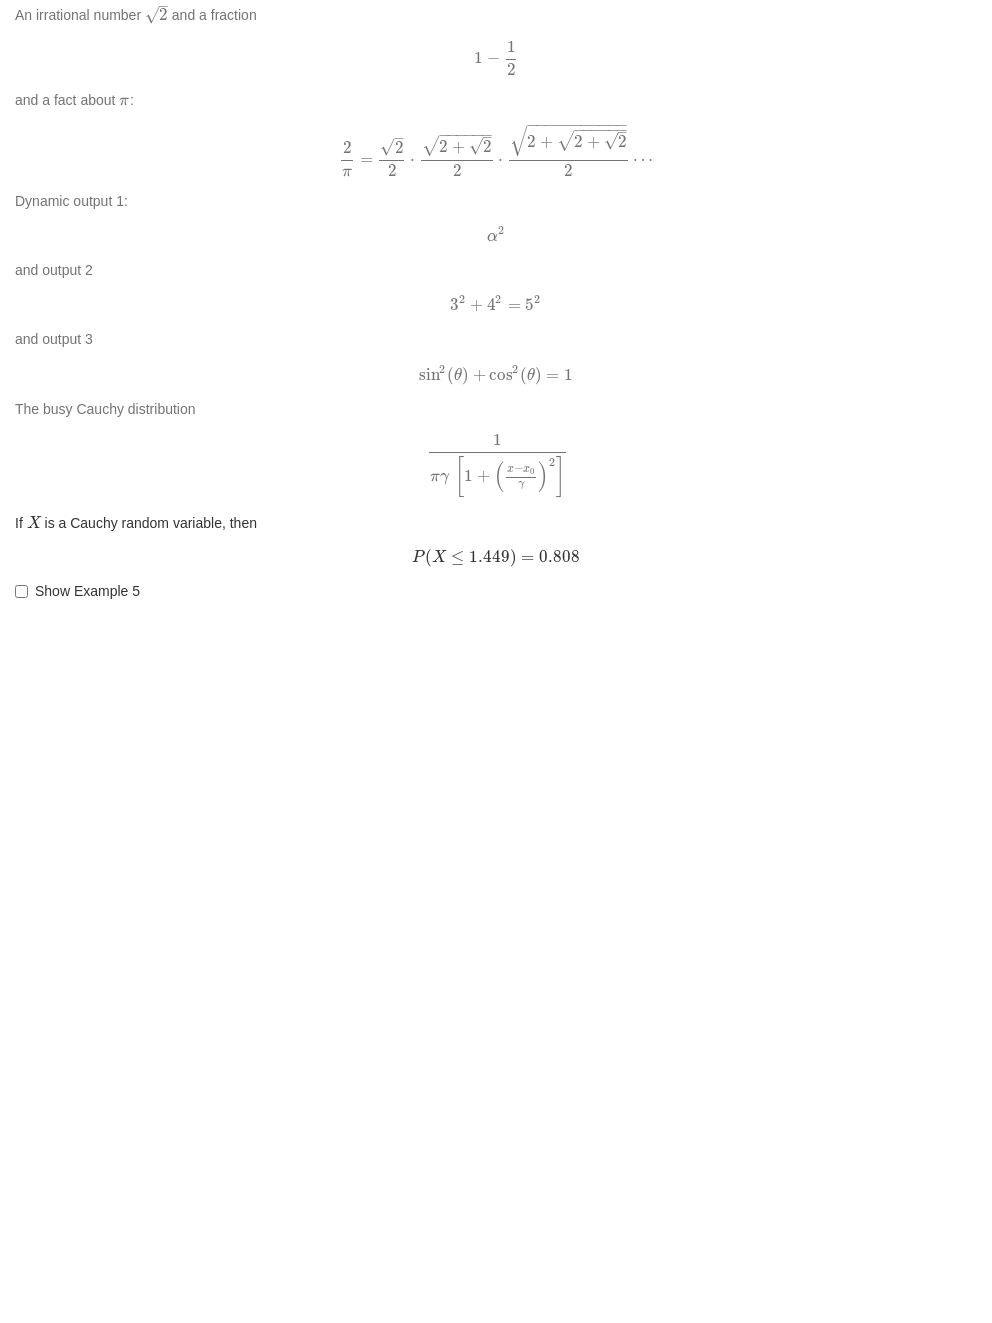 An irrational number $\sqrt{2}$ and a fraction
$$1 - \frac{1}{2}$$
and a fact about $\pi$:
$$\frac{2}{\pi} = \frac{\sqrt{2}}{2} \cdot \frac{\sqrt{2+\sqrt{2}}}{2} \cdot \frac{\sqrt{2+\sqrt{2+\sqrt{2}}}}{2} \cdots$$
Dynamic output 1:
$$\alpha^2$$
and output 2
$$3^2 + 4^2 = 5^2$$
and output 3
$$\sin^2(\theta) + \cos^2(\theta) = 1$$
The busy Cauchy distribution
$$\frac{1}{\pi\gamma\left[1 + \left(\frac{x-x_0}{\gamma}\right)^2\right]}$$
If $X$ is a Cauchy random variable, then
$$P(X \leq 1.449) = 0.808$$
Show Example 5